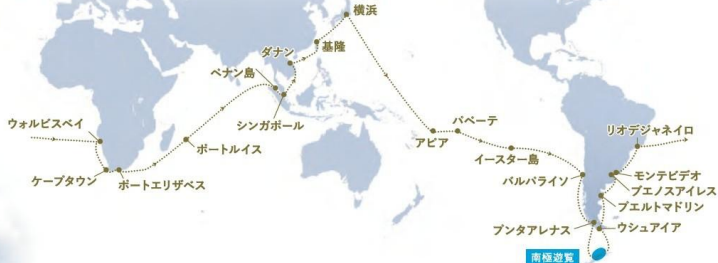 横浜
基隆
ダナン
ペナン島
シンガポール
ウォルビスベイ
ポートルイス
ケープタウン
ポートエリザベス
アピア
パペーテ
イースター島
バルパライソ
リオデジャネイロ
モンテビデオ
ブエノスアイレス
プエルトマドリン
プンタアレナス
ウシュアイア
南極遊覧